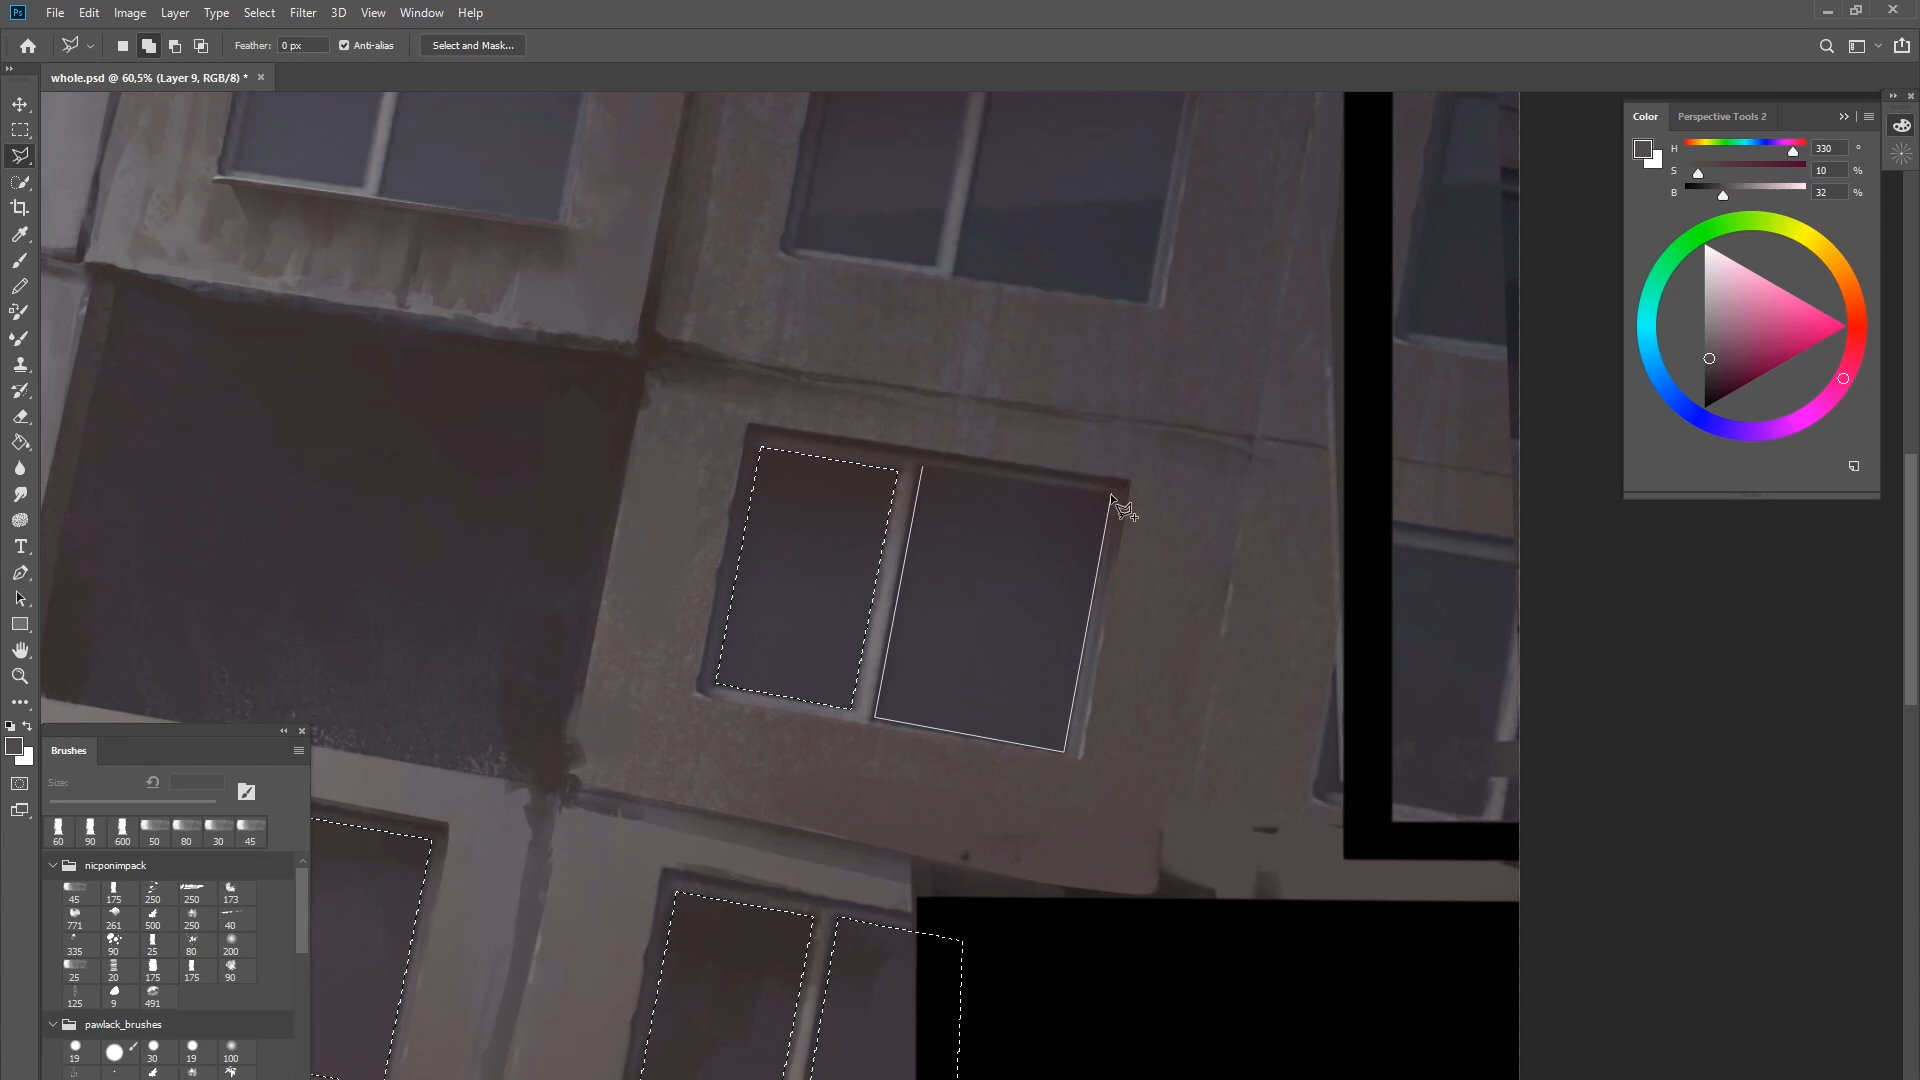 Ps File Edit Image Layer Type Select Filter 3D View Window Help
Feather: 0 px Anti-alias Select and Mask...
whole.psd @ 60,5% (Layer 9, RGB/8) *
Color Perspective Tools 2
H 330 °
S 10 %
B 32 %
Brushes
Size:
60 90 600 50 80 30 45
nicponimpack
45 175 250 250 173
771 261 500 250 40
335 90 25 80 200
25 20 175 175 90
125 9 491
pawlack_brushes
19 30 19 100